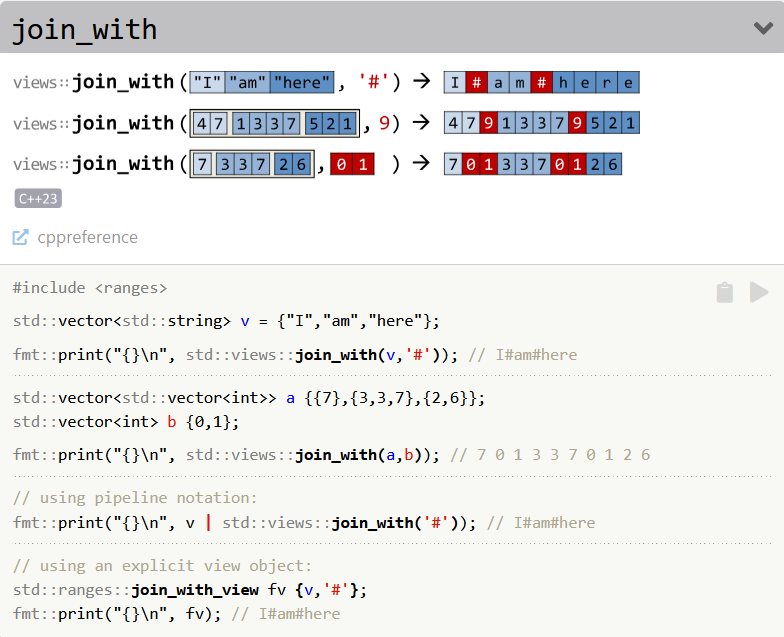 join_with
views::join_with("I" "am" "here", '#') → I # a m # h e r e
views::join_with(4 7 1 3 3 7 5 2 1, 9) → 4 7 9 1 3 3 7 9 5 2 1
views::join_with(7 3 3 7 2 6, 0 1 ) → 7 0 1 3 3 7 0 1 2 6
C++23
cppreference
#include <ranges>
std::vector<std::string> v = {"I","am","here"};
fmt::print("{}\n", std::views::join_with(v,'#')); // I#am#here
std::vector<std::vector<int>> a {{7},{3,3,7},{2,6}};
std::vector<int> b {0,1};
fmt::print("{}\n", std::views::join_with(a,b)); // 7 0 1 3 3 7 0 1 2 6
// using pipeline notation:
fmt::print("{}\n", v | std::views::join_with('#')); // I#am#here
// using an explicit view object:
std::ranges::join_with_view fv {v,'#'};
fmt::print("{}\n", fv); // I#am#here